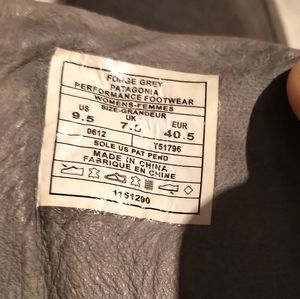 FORGE GREY
PATAGONIA
PERFORMANCE FOOTWEAR
WOMENS-FEMMES
SIZE-GRANDEUR
US UK EUR
9.5 7.5 40.5
0612 T51796
SOLE US PAT PEND
MADE IN CHINA
FABRIQUE EN CHINE
1151290